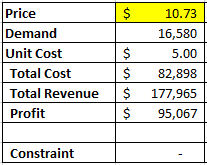 Price $ 10.73
Demand 16,580
Unit Cost $ 5.00
Total Cost $ 82,898
Total Revenue $ 177,965
Profit $ 95,067
Constraint -